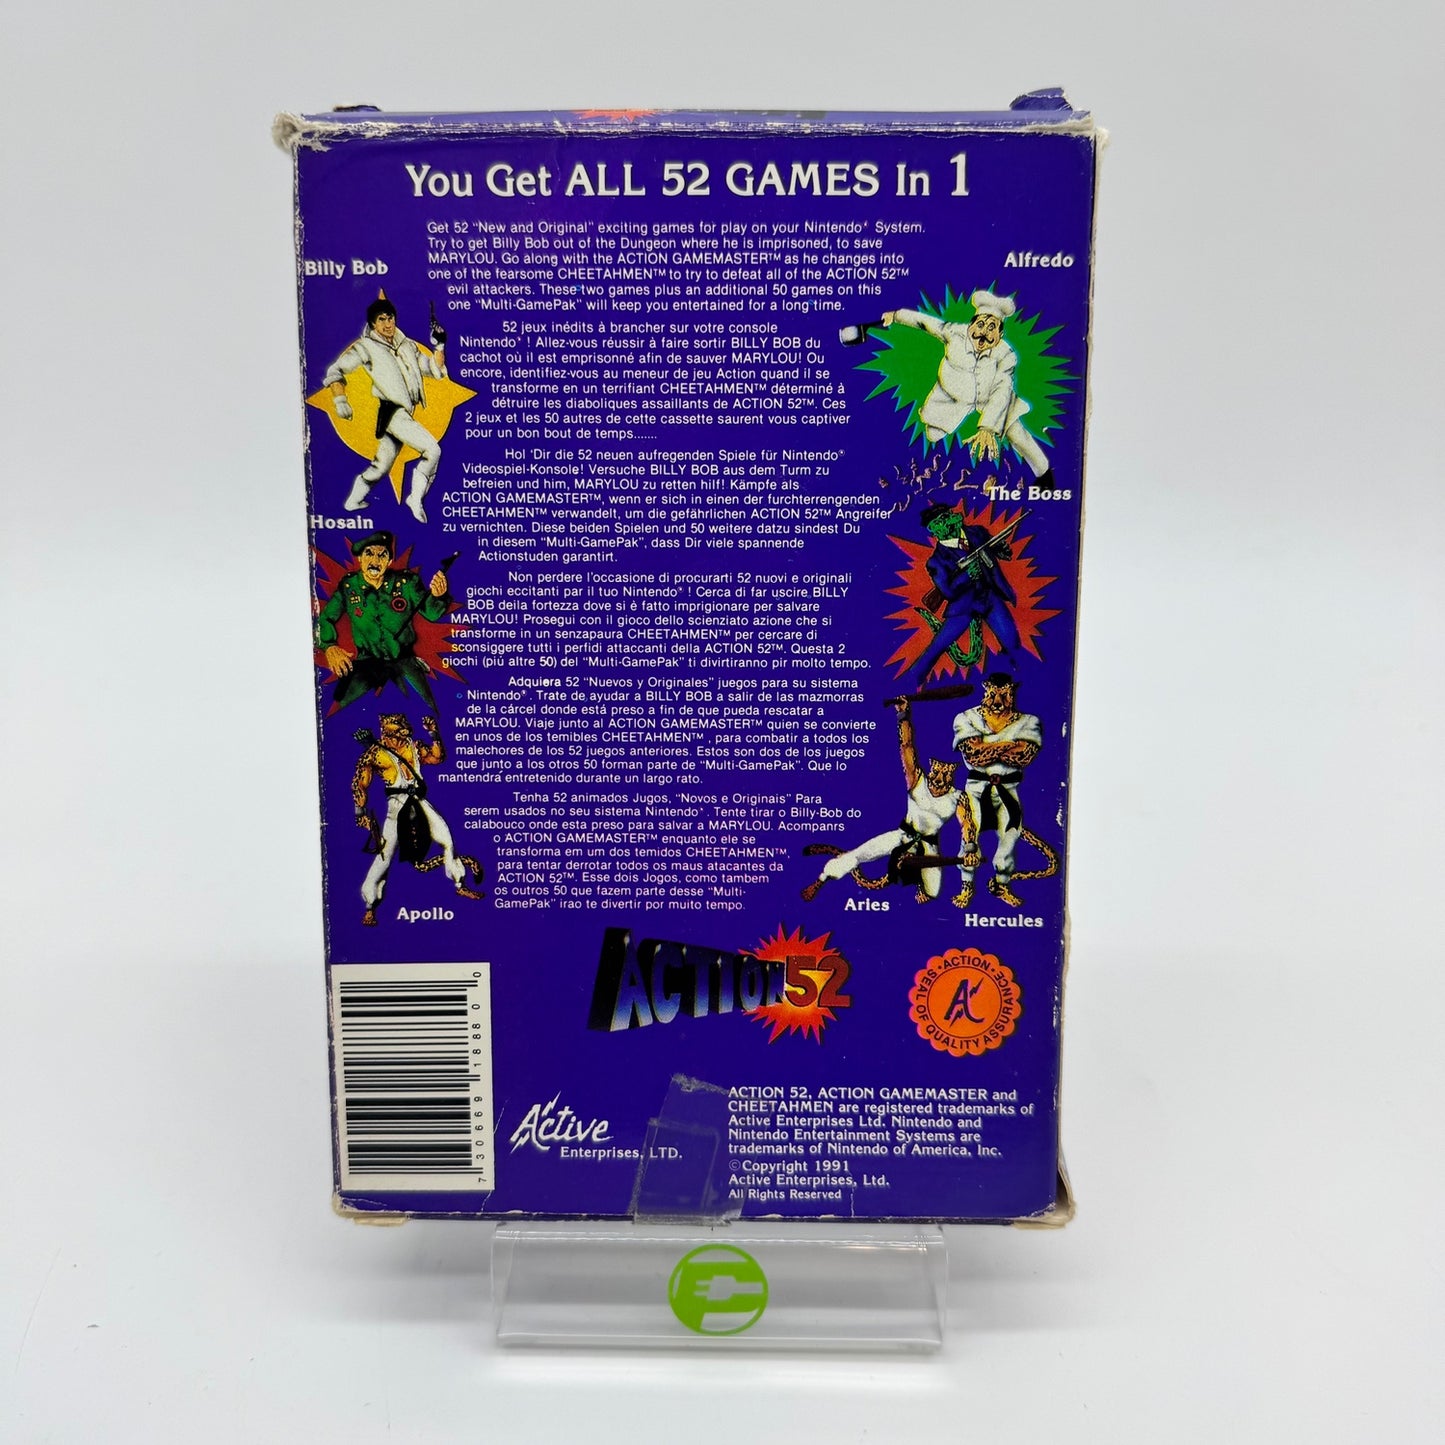 You Get ALL 52 GAMES In 1
Get 52 "New and Original" exciting games for play on your Nintendo* System.
Try to get Billy Bob out of the Dungeon where he is imprisoned, to save
MARYLOU. Go along with the ACTION GAMEMASTER™ as he changes into
one of the fearsome CHEETAHMEN™ to try to defeat all of the ACTION 52™
evil attackers. These two games plus an additional 50 games on this
one "Multi-GamePak" will keep you entertained for a long time.
52 jeux inédits à brancher sur votre console
Nintendo* ! Allez-vous réussir à faire sortir BILLY BOB du
cachot où il est emprisonné afin de sauver MARYLOU! Ou
encore, identifiez-vous au meneur de jeu Action quand il se
transforme en un terrifiant CHEETAHMEN™ déterminé à
détruire les diaboliques assaillants de ACTION 52™. Ces
2 jeux et les 50 autres de cette cassette saurent vous captiver
pour un bon bout de temps.......
Hol 'Dir die 52 neuen aufregenden Spiele für Nintendo®
Videospiel-Konsole! Versuche BILLY BOB aus dem Turm zu
befreien und him, MARYLOU zu retten hilf! Kämpfe als
ACTION GAMEMASTER™, wenn er sich in einen der furchterregenden
CHEETAHMEN™ verwandelt, um die gefährlichen ACTION 52™ Angreifer
zu vernichten. Diese beiden Spielen und 50 weitere datzu sindest Du
in diesem "Multi-GamePak", dass Dir viele spannende
Actionstuden garantirt.
Non perdere l'occasione di procurarti 52 nuovi e originali
giochi eccitanti par il tuo Nintendo* ! Cerca di far uscire BILLY
BOB deila fortezza dove si è fatto imprigionare per salvare
MARYLOU! Prosegui con il gioco dello scienziato azione che si
transforme in un senzapaura CHEETAHMEN™ per cercare di
sconsiggere tutti i perfidi attaccanti della ACTION 52™. Questa 2
giochi (piú altre 50) del "Multi-GamePak" ti divirtiranno pir molto tempo.
Adquiera 52 "Nuevos y Originales" juegos para su sistema
Nintendo*. Trate de ayudar a BILLY BOB a salir de las mazmorras
de la cárcel donde está preso a fin de que pueda rescatar a
MARYLOU. Viaje junto al ACTION GAMEMASTER™ quien se convierte
en unos de los temibles CHEETAHMEN™, para combatir a todos los
malechores de los 52 juegos anteriores. Estos son dos de los juegos
que junto a los otros 50 forman parte de "Multi-GamePak". Que lo
mantendrá entretenido durante un largo rato.
Tenha 52 animados Jugos, "Novos e Originais" Para
serem usados no seu sistema Nintendo*. Tente tirar o Billy-Bob do
calabouco onde esta preso para salvar a MARYLOU. Acompanrs
o ACTION GAMEMASTER™ enquanto ele se
transforma em um dos temidos CHEETAHMEN™,
para tentar derrotar todos os maus atacantes da
ACTION 52™. Esse dois Jogos, como tambem
os outros 50 que fazem parte desse "Multi-
GamePak" irao te divertir por muito tempo.
Billy Bob
Hosain
Apollo
Alfredo
The Boss
Aries
Hercules
ACTION 52
·ACTION·
SEAL OF QUALITY ASSURANCE
A
7 30669 18880 0
Active
Enterprises, LTD.
ACTION 52, ACTION GAMEMASTER and
CHEETAHMEN are registered trademarks of
Active Enterprises Ltd. Nintendo and
Nintendo Entertainment Systems are
trademarks of Nintendo of America, Inc.
©Copyright 1991
Active Enterprises, Ltd.
All Rights Reserved